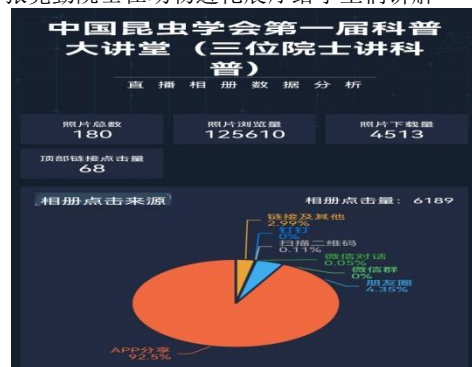 中国昆虫学会第一届科普
大讲堂（三位院士讲科
普）
直播相册数据分析
照片总数
180
照片浏览量
125610
照片下载量
4513
顶部链接点击量
68
相册点击来源
相册点击量：6189
链接及其他
2.99%
钉钉
0%
扫描二维码
0.11%
微信对话
0.05%
微信群
0%
朋友圈
4.35%
APP分享
92.5%